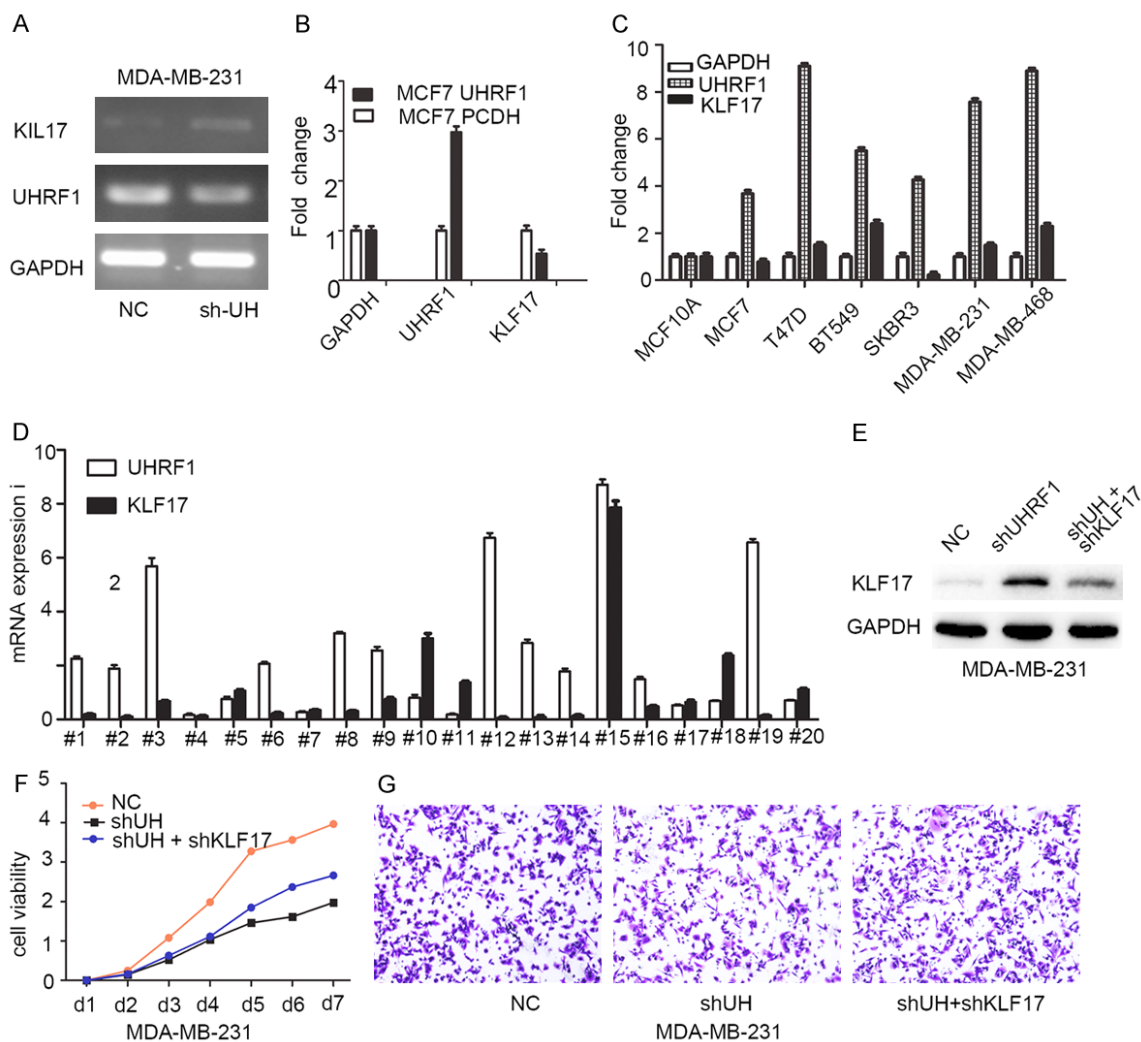 A
MDA-MB-231
KIL17
UHRF1
GAPDH
NC sh-UH
B
Fold change
4
3
2
1
0
MCF7 UHRF1
MCF7 PCDH
GAPDH
UHRF1
KLF17
C
Fold change
10
8
6
4
2
0
GAPDH
UHRF1
KLF17
MCF10A
MCF7
T47D
BT549
SKBR3
MDA-MB-231
MDA-MB-468
D
mRNA expression i
10
8
6
4
2
0
UHRF1
KLF17
2
#1 #2 #3 #4 #5 #6 #7 #8 #9 #10 #11 #12 #13 #14 #15 #16 #17 #18 #19 #20
E
NC
shUHRF1
shUH +
shKLF17
KLF17
GAPDH
MDA-MB-231
F
cell viability
5
4
3
2
1
0
NC
shUH
shUH + shKLF17
d1 d2 d3 d4 d5 d6 d7
MDA-MB-231
G
NC shUH shUH+shKLF17
MDA-MB-231